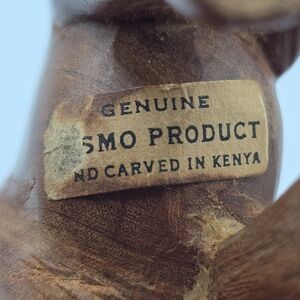 GENUINE
SMO PRODUCT
ND CARVED IN KENYA